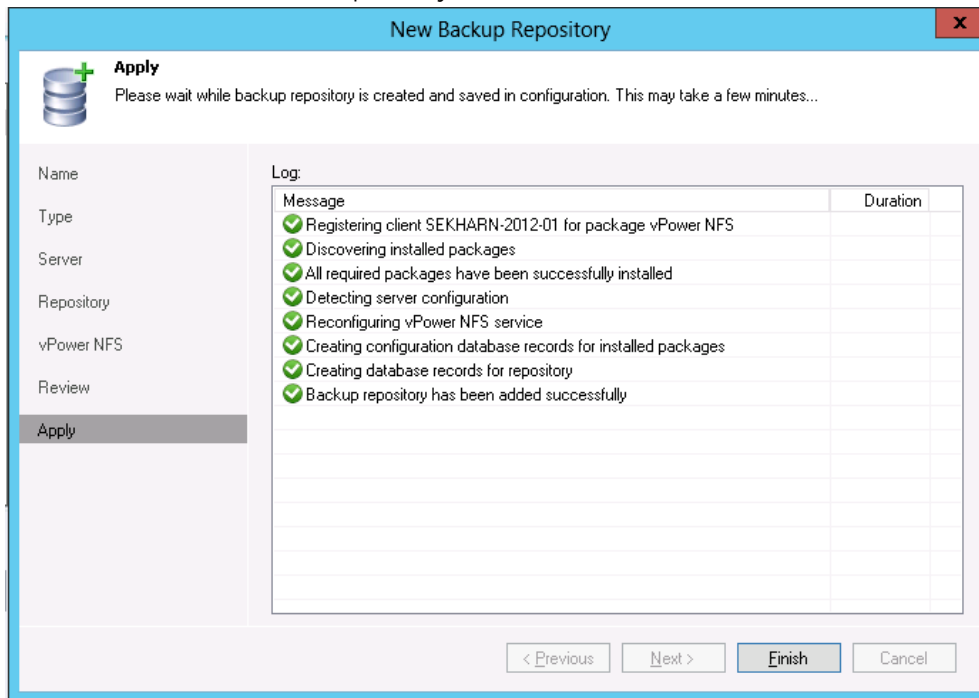 New Backup Repository
x
Apply
Please wait while backup repository is created and saved in configuration. This may take a few minutes...
Name
Type
Server
Repository
vPower NFS
Review
Apply
Log:
Message Duration
Registering client SEKHARN-2012-01 for package vPower NFS
Discovering installed packages
All required packages have been successfully installed
Detecting server configuration
Reconfiguring vPower NFS service
Creating configuration database records for installed packages
Creating database records for repository
Backup repository has been added successfully
< Previous Next > Finish Cancel